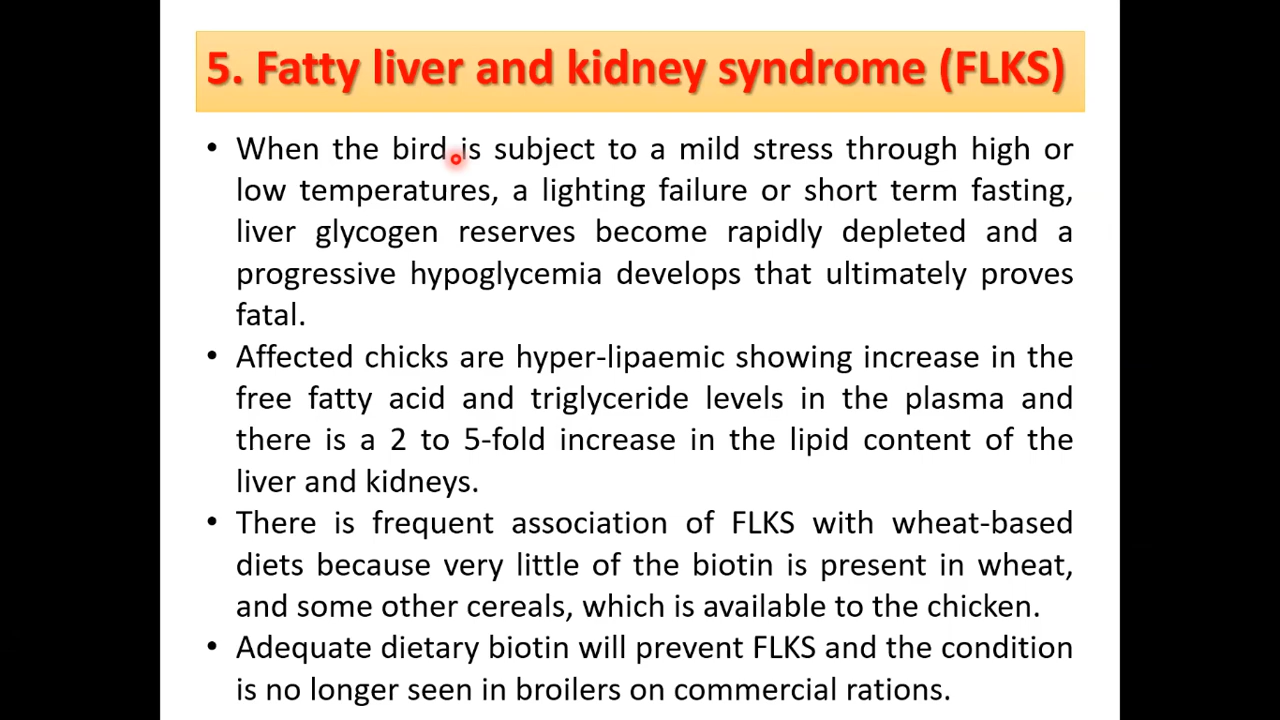 5. Fatty liver and kidney syndrome (FLKS)
• When the bird is subject to a mild stress through high or
low temperatures, a lighting failure or short term fasting,
liver glycogen reserves become rapidly depleted and a
progressive hypoglycemia develops that ultimately proves
fatal.
• Affected chicks are hyper-lipaemic showing increase in the
free fatty acid and triglyceride levels in the plasma and
there is a 2 to 5-fold increase in the lipid content of the
liver and kidneys.
• There is frequent association of FLKS with wheat-based
diets because very little of the biotin is present in wheat,
and some other cereals, which is available to the chicken.
• Adequate dietary biotin will prevent FLKS and the condition
is no longer seen in broilers on commercial rations.